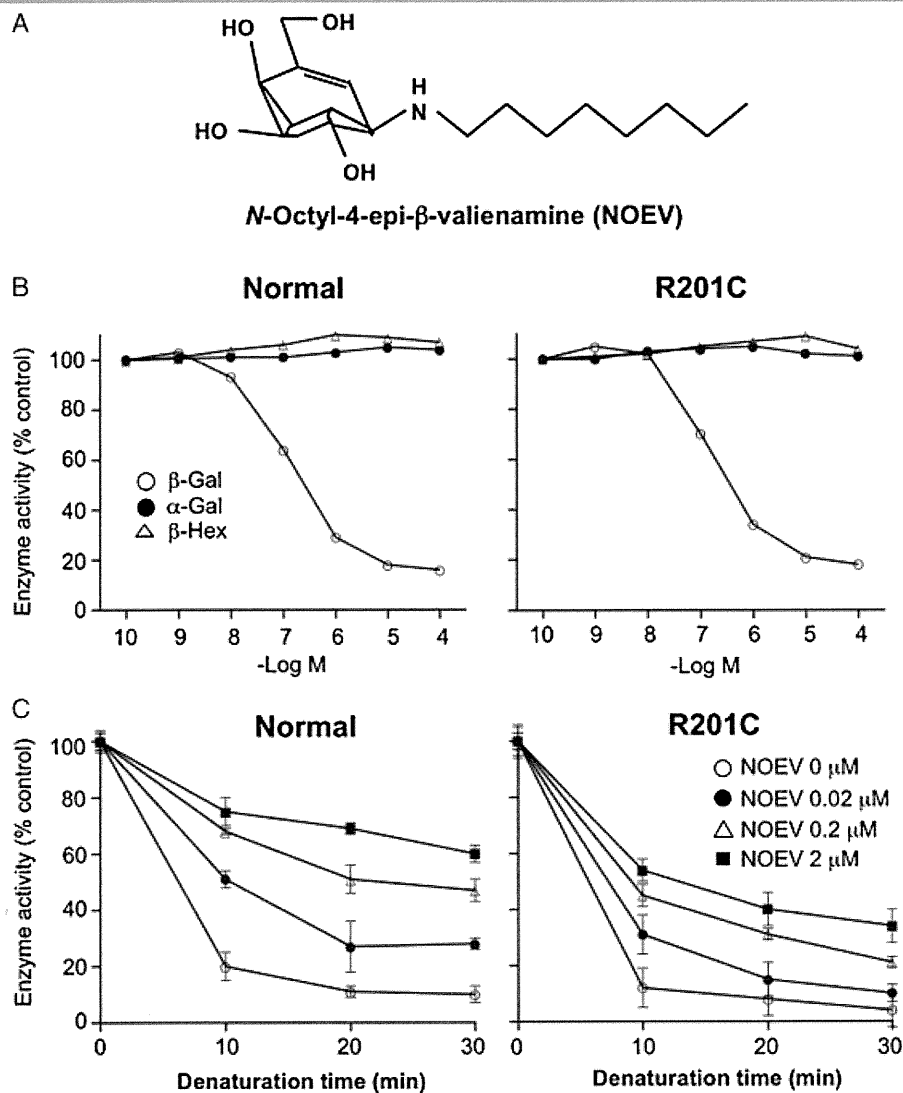 A
HO
OH
H
N
HO
OH
N-Octyl-4-epi-β-valienamine (NOEV)
B
Normal
R201C
Enzyme activity (% control)
100
80
60
40
20
0
β-Gal
α-Gal
β-Hex
10 9 8 7 6 5 4
-Log M
10 9 8 7 6 5 4
-Log M
C
Normal
R201C
Enzyme activity (% control)
100
80
60
40
20
0
NOEV 0 μM
NOEV 0.02 μM
NOEV 0.2 μM
NOEV 2 μM
0 10 20 30
Denaturation time (min)
0 10 20 30
Denaturation time (min)